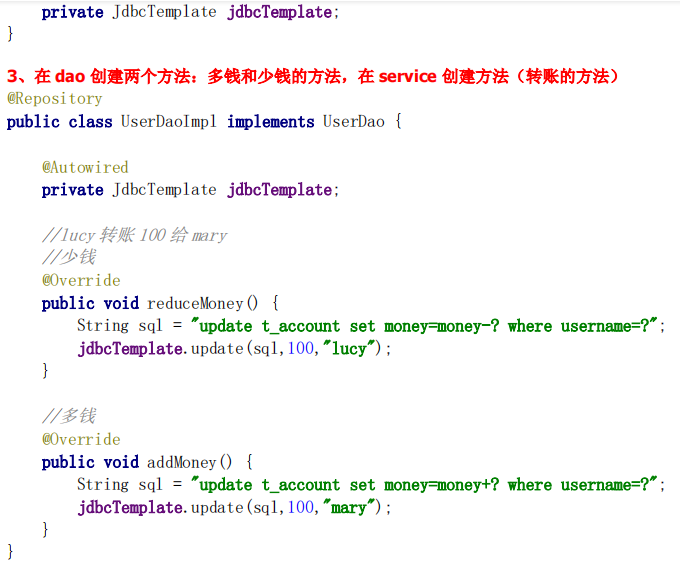 private JdbcTemplate jdbcTemplate;
}
3、在 dao 创建两个方法：多钱和少钱的方法，在 service 创建方法（转账的方法）
@Repository
public class UserDaoImpl implements UserDao {
    @Autowired
    private JdbcTemplate jdbcTemplate;
    //lucy 转账 100 给 mary
    //少钱
    @Override
    public void reduceMoney() {
        String sql = "update t_account set money=money-? where username=?";
        jdbcTemplate.update(sql,100,"lucy");
    }
    //多钱
    @Override
    public void addMoney() {
        String sql = "update t_account set money=money+? where username=?";
        jdbcTemplate.update(sql,100,"mary");
    }
}